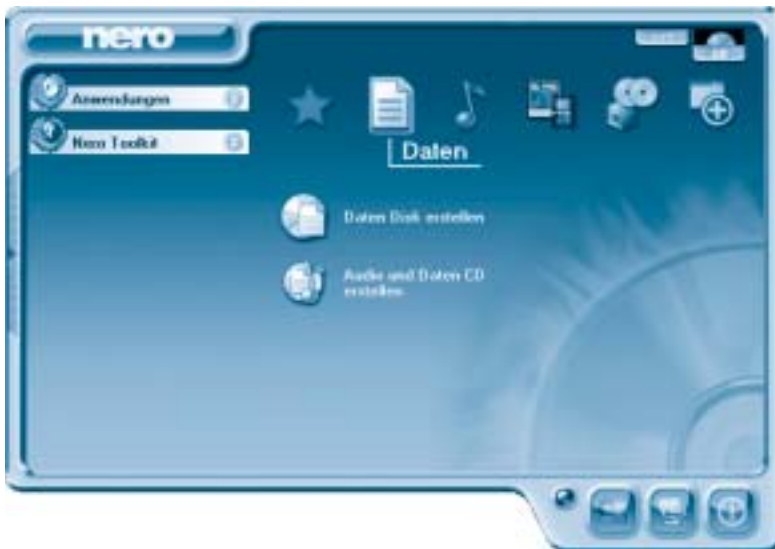 nero
Anwendungen
Nero Toolkit
Daten
Daten Disk erstellen
Audio und Daten CD
erstellen